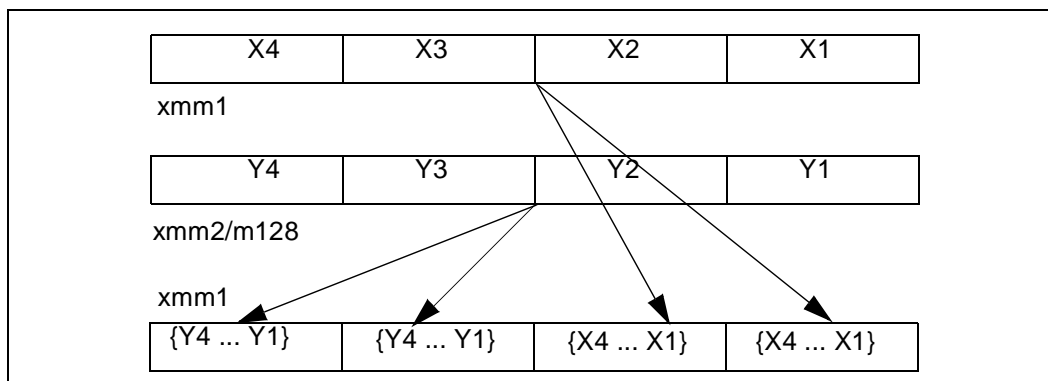 X4 X3 X2 X1
xmm1
Y4 Y3 Y2 Y1
xmm2/m128
xmm1
{Y4 ... Y1} {Y4 ... Y1} {X4 ... X1} {X4 ... X1}